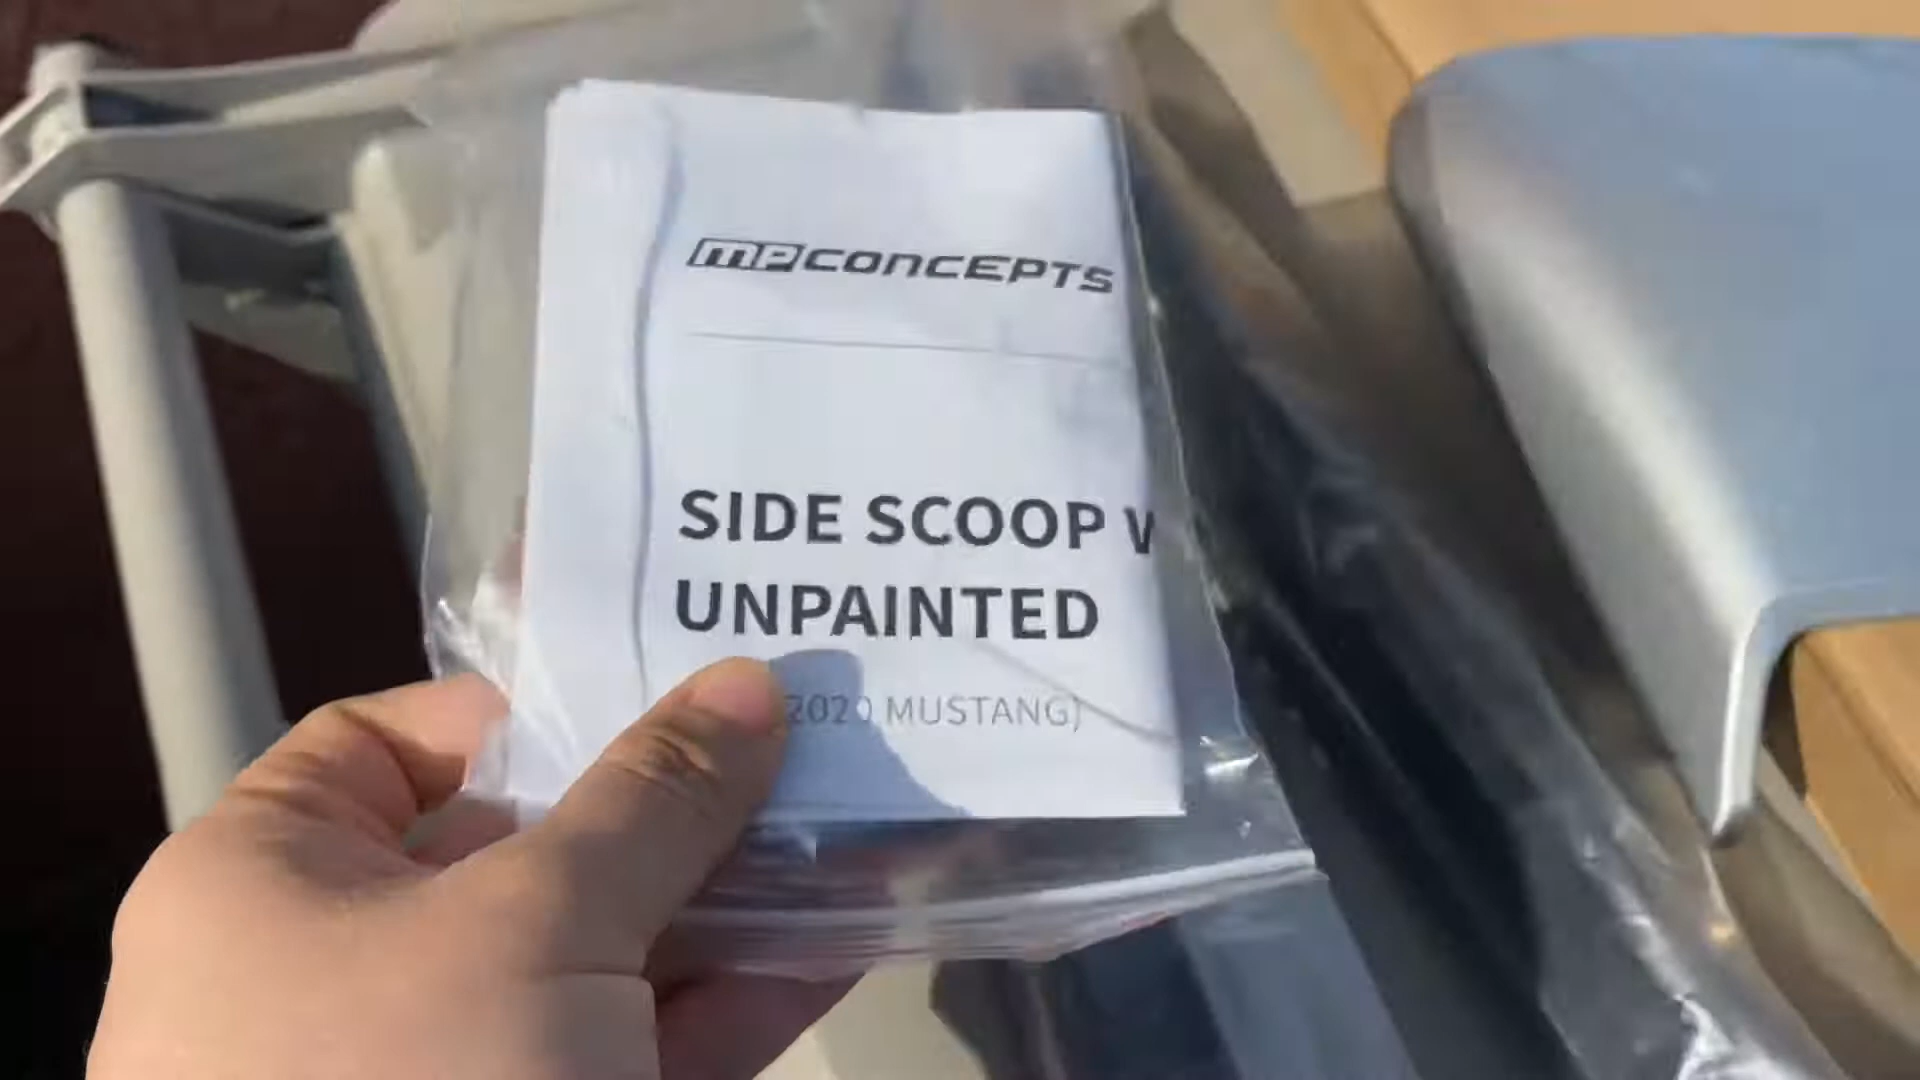 MPCONCEPTS
SIDE SCOOP
UNPAINTED
2020 MUSTANG)